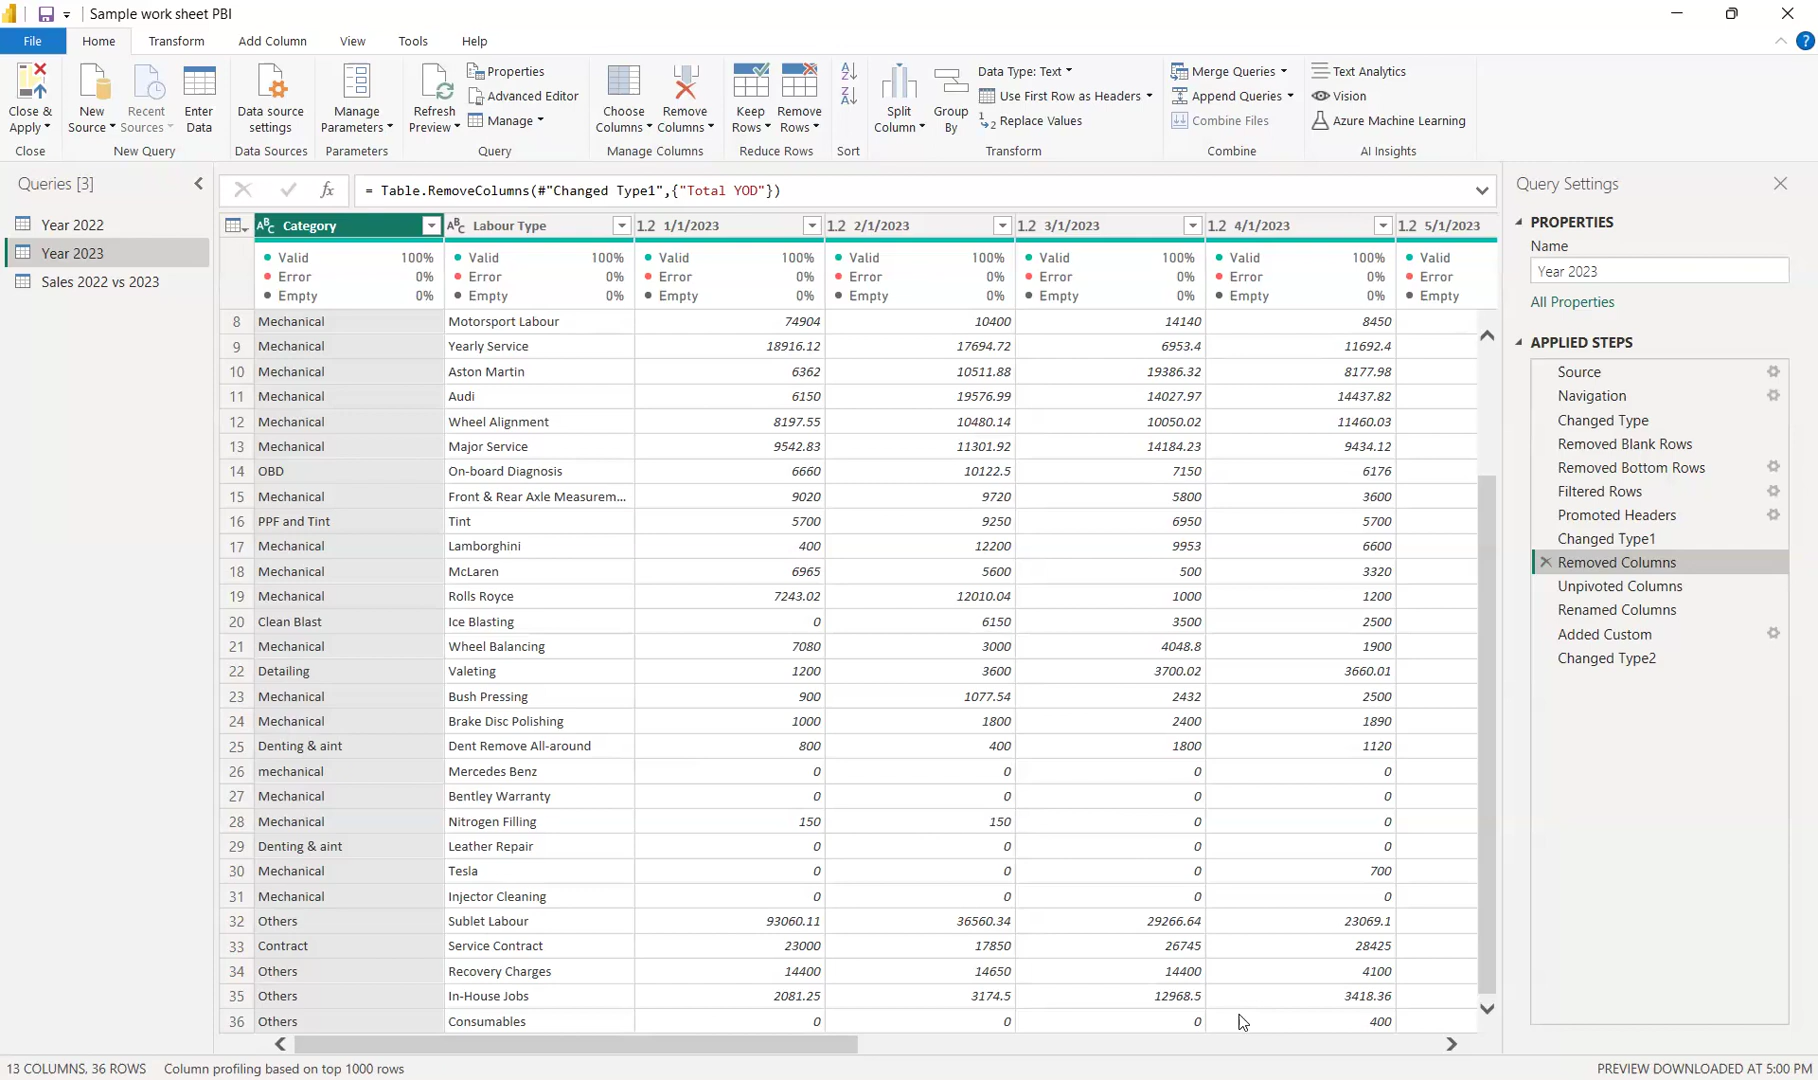 Sample work sheet PBI
File Home Transform Add Column View Tools Help
Close & Apply
Close
New Source
Recent Sources
Enter Data
New Query
Data source settings
Data Sources
Manage Parameters
Parameters
Refresh Preview
Properties
Advanced Editor
Manage
Query
Choose Columns
Remove Columns
Manage Columns
Keep Rows
Remove Rows
Reduce Rows
Sort
Split Column
Group By
Data Type: Text
Use First Row as Headers
Replace Values
Transform
Merge Queries
Append Queries
Combine Files
Combine
Text Analytics
Vision
Azure Machine Learning
AI Insights
Queries [3]
Year 2022
Year 2023
Sales 2022 vs 2023
fx = Table.RemoveColumns(#"Changed Type1",{"Total YOD"})
Category Labour Type 1.2 1/1/2023 1.2 2/1/2023 1.2 3/1/2023 1.2 4/1/2023 1.2 5/1/2023
Valid 100% Valid 100% Valid 100% Valid 100% Valid 100% Valid 100% Valid
Error 0% Error 0% Error 0% Error 0% Error 0% Error 0% Error
Empty 0% Empty 0% Empty 0% Empty 0% Empty 0% Empty 0% Empty
8 Mechanical Motorsport Labour 74904 10400 14140 8450
9 Mechanical Yearly Service 18916.12 17694.72 6953.4 11692.4
10 Mechanical Aston Martin 6362 10511.88 19386.32 8177.98
11 Mechanical Audi 6150 19576.99 14027.97 14437.82
12 Mechanical Wheel Alignment 8197.55 10480.14 10050.02 11460.03
13 Mechanical Major Service 9542.83 11301.92 14184.23 9434.12
14 OBD On-board Diagnosis 6660 10122.5 7150 6176
15 Mechanical Front & Rear Axle Measurem... 9020 9720 5800 3600
16 PPF and Tint Tint 5700 9250 6950 5700
17 Mechanical Lamborghini 400 12200 9953 6600
18 Mechanical McLaren 6965 5600 500 3320
19 Mechanical Rolls Royce 7243.02 12010.04 1000 1200
20 Clean Blast Ice Blasting 0 6150 3500 2500
21 Mechanical Wheel Balancing 7080 3000 4048.8 1900
22 Detailing Valeting 1200 3600 3700.02 3660.01
23 Mechanical Bush Pressing 900 1077.54 2432 2500
24 Mechanical Brake Disc Polishing 1000 1800 2400 1890
25 Denting & aint Dent Remove All-around 800 400 1800 1120
26 mechanical Mercedes Benz 0 0 0 0
27 Mechanical Bentley Warranty 0 0 0 0
28 Mechanical Nitrogen Filling 150 150 0 0
29 Denting & aint Leather Repair 0 0 0 0
30 Mechanical Tesla 0 0 0 700
31 Mechanical Injector Cleaning 0 0 0 0
32 Others Sublet Labour 93060.11 36560.34 29266.64 23069.1
33 Contract Service Contract 23000 17850 26745 28425
34 Others Recovery Charges 14400 14650 14400 4100
35 Others In-House Jobs 2081.25 3174.5 12968.5 3418.36
36 Others Consumables 0 0 0 400
Query Settings
PROPERTIES
Name
Year 2023
All Properties
APPLIED STEPS
Source
Navigation
Changed Type
Removed Blank Rows
Removed Bottom Rows
Filtered Rows
Promoted Headers
Changed Type1
Removed Columns
Unpivoted Columns
Renamed Columns
Added Custom
Changed Type2
13 COLUMNS, 36 ROWS Column profiling based on top 1000 rows PREVIEW DOWNLOADED AT 5:00 PM